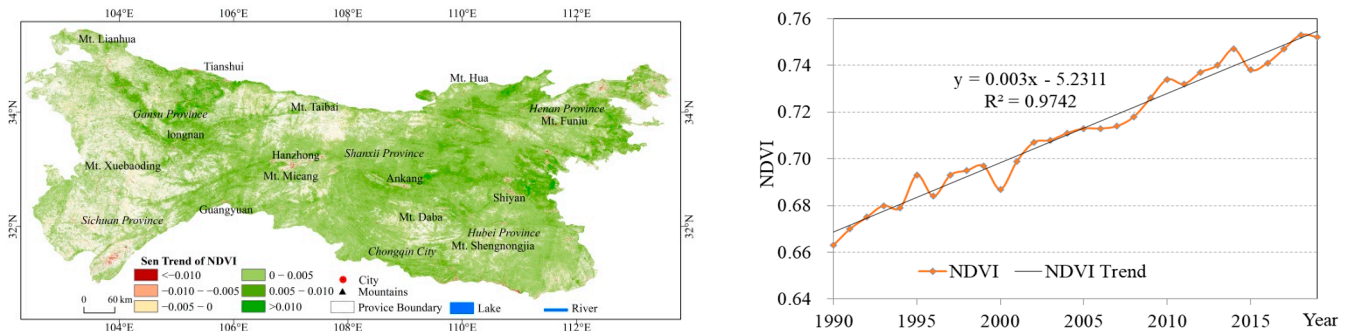 104°E 106°E 108°E 110°E 112°E
Mt. Lianhua
Tianshui
Mt. Hua
34°N
Gansu Province
Mt. Taibai
Henan Province
34°N
Mt. Funiu
longnan
Hanzhong
Shanxii Province
Mt. Xuebaoding
Mt. Micang
Ankang
Shiyan
32°N
Sichuan Province
Guangyuan
Mt. Daba
Hubei Province
32°N
Chongqin City
Mt. Shengnongjia
Sen Trend of NDVI
<-0.010
0 − 0.005
City
-0.010 − -0.005
0.005 − 0.010
Mountains
-0.005 − 0
>0.010
Provice Boundary
Lake
River
0 60 km
104°E 106°E 108°E 110°E 112°E
NDVI
0.76
0.74
0.72
0.70
0.68
0.66
0.64
y = 0.003x - 5.2311
R² = 0.9742
NDVI
NDVI Trend
1990 1995 2000 2005 2010 2015 Year